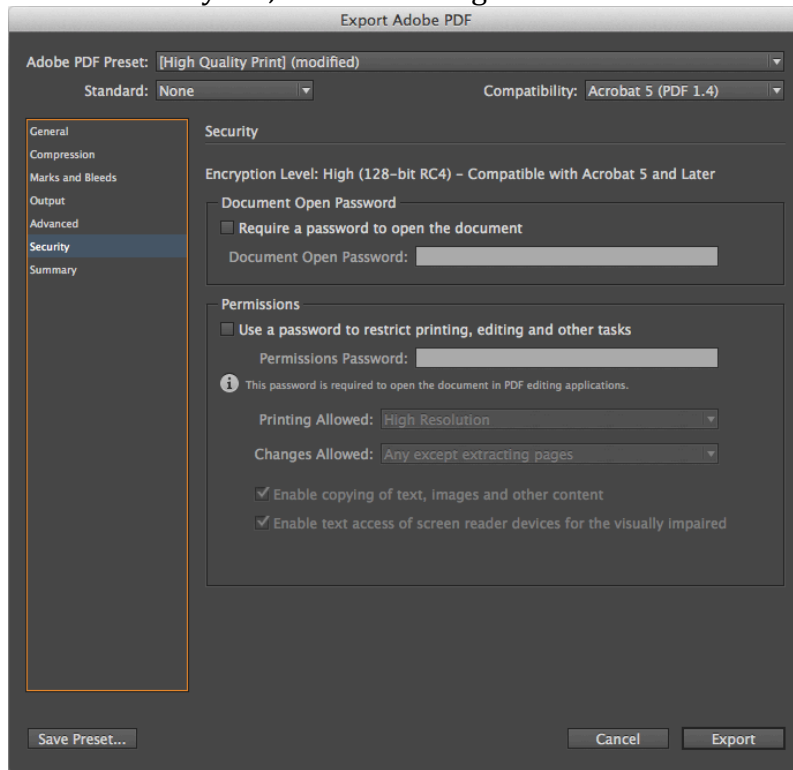 Export Adobe PDF
Adobe PDF Preset: [High Quality Print] (modified)
Standard: None Compatibility: Acrobat 5 (PDF 1.4)
General
Compression
Marks and Bleeds
Output
Advanced
Security
Summary
Security
Encryption Level: High (128-bit RC4) – Compatible with Acrobat 5 and Later
Document Open Password
Require a password to open the document
Document Open Password:
Permissions
Use a password to restrict printing, editing and other tasks
Permissions Password:
This password is required to open the document in PDF editing applications.
Printing Allowed: High Resolution
Changes Allowed: Any except extracting pages
Enable copying of text, images and other content
Enable text access of screen reader devices for the visually impaired
Save Preset... Cancel Export